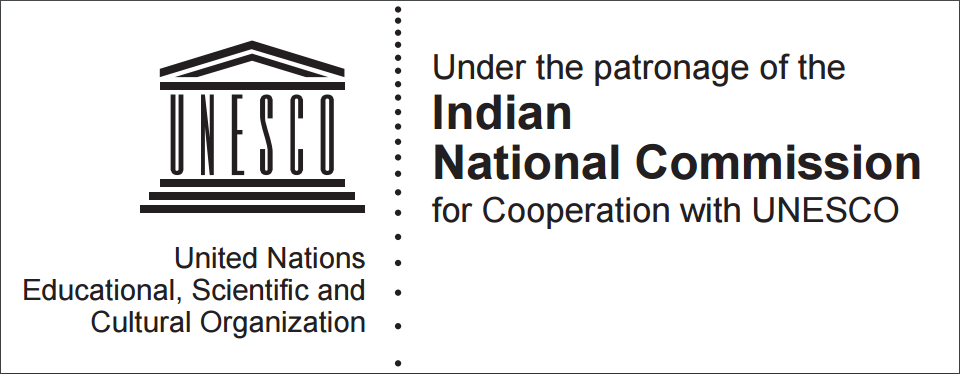 UNESCO
United Nations
Educational, Scientific and
Cultural Organization
Under the patronage of the
Indian
National Commission
for Cooperation with UNESCO